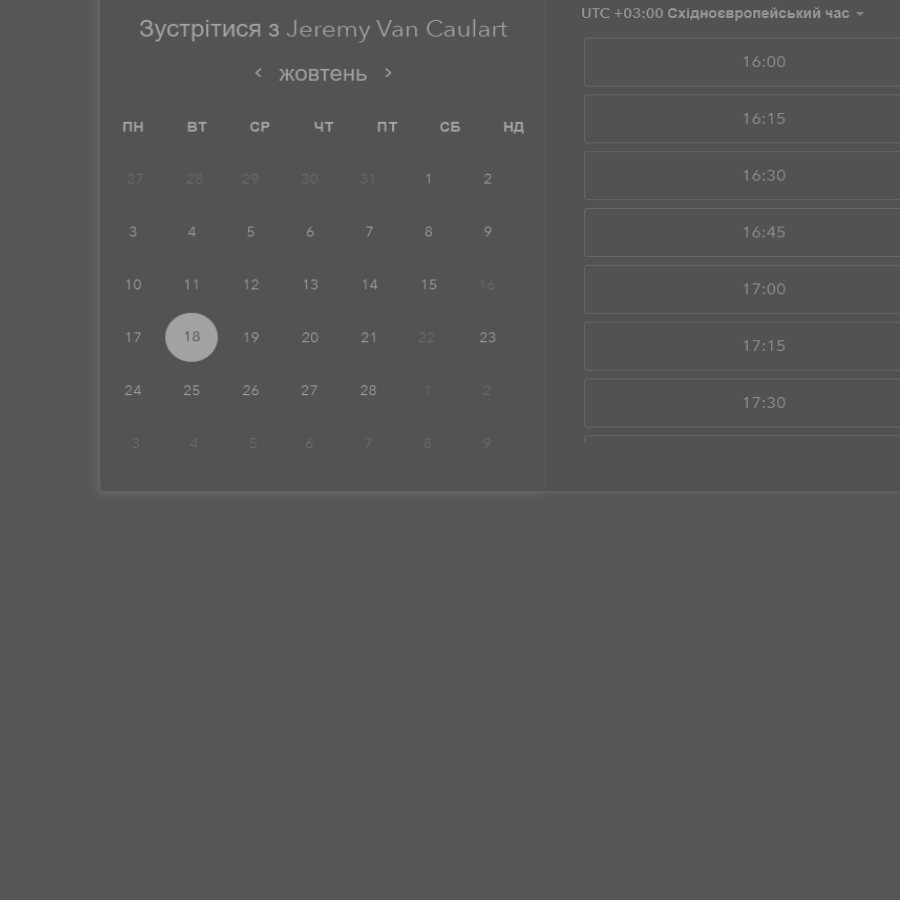 Зустрітися з Jeremy Van Caulart
жовтень
ПН ВТ СР ЧТ ПТ СБ НД
27 28 29 30 31 1 2
3 4 5 6 7 8 9
10 11 12 13 14 15 16
17 18 19 20 21 22 23
24 25 26 27 28 1 2
3 4 5 6 7 8 9
UTC +03:00 Східноєвропейський час
16:00
16:15
16:30
16:45
17:00
17:15
17:30